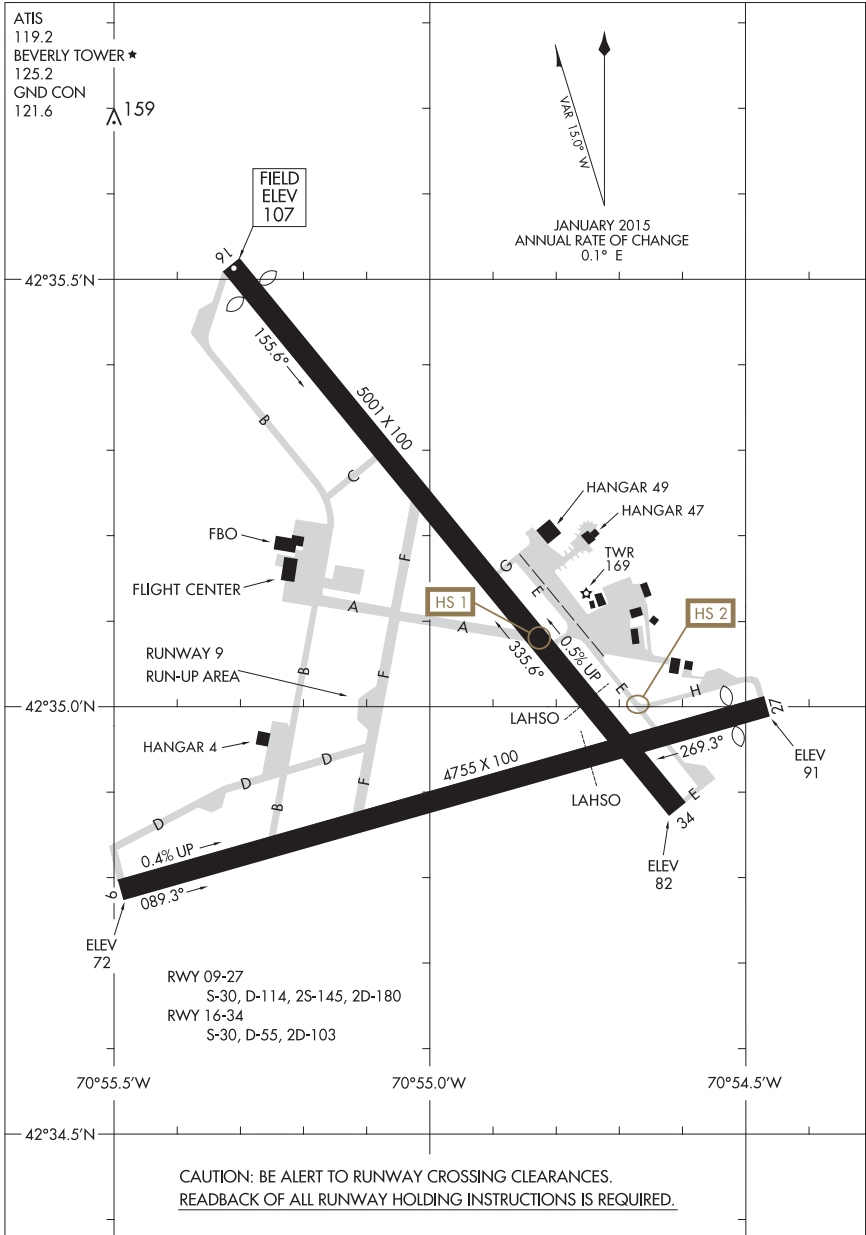 ATIS
119.2
BEVERLY TOWER ★
125.2
GND CON
121.6
159
VAR 15.0° W
JANUARY 2015
ANNUAL RATE OF CHANGE
0.1° E
FIELD
ELEV
107
16
42°35.5'N
155.6°
5001 X 100
B
C
HANGAR 49
HANGAR 47
FBO
F
TWR
169
G
E
FLIGHT CENTER
HS 1
HS 2
A
A
335.6°
0.5% UP
RUNWAY 9
RUN-UP AREA
B
F
E
H
42°35.0'N
LAHSO
27
HANGAR 4
D
D
4755 X 100
269.3°
ELEV
91
B
F
LAHSO
E
34
D
0.4% UP
ELEV
82
9
089.3°
ELEV
72
RWY 09-27
S-30, D-114, 2S-145, 2D-180
RWY 16-34
S-30, D-55, 2D-103
70°55.5'W
70°55.0'W
70°54.5'W
42°34.5'N
CAUTION: BE ALERT TO RUNWAY CROSSING CLEARANCES.
READBACK OF ALL RUNWAY HOLDING INSTRUCTIONS IS REQUIRED.